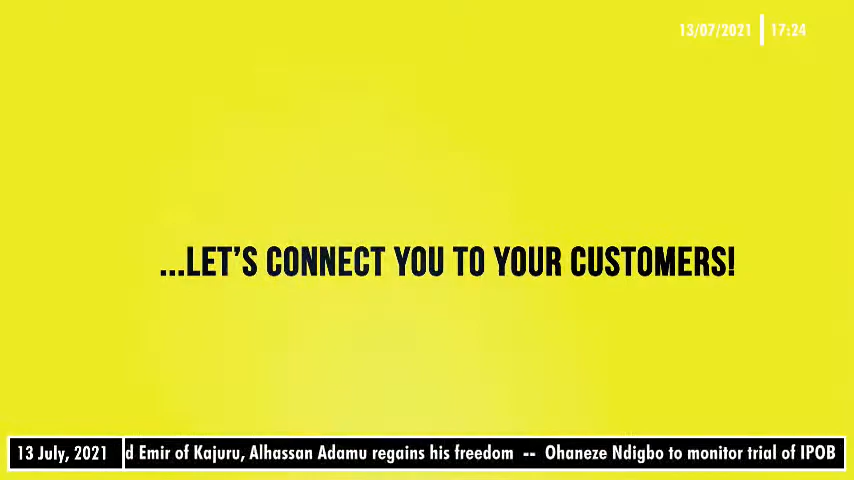 13/07/2021 | 17:24
...LET'S CONNECT YOU TO YOUR CUSTOMERS!
13 July, 2021
d Emir of Kajuru, Alhassan Adamu regains his freedom -- Ohaneze Ndigbo to monitor trial of IPOB